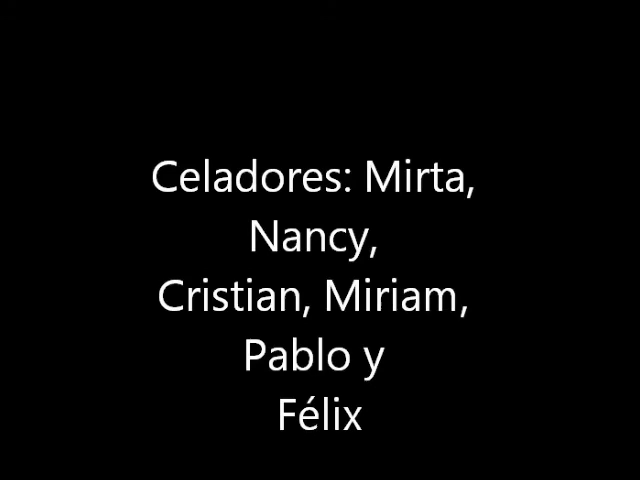 Celadores: Mirta,
Nancy,
Cristian, Miriam,
Pablo y
Félix